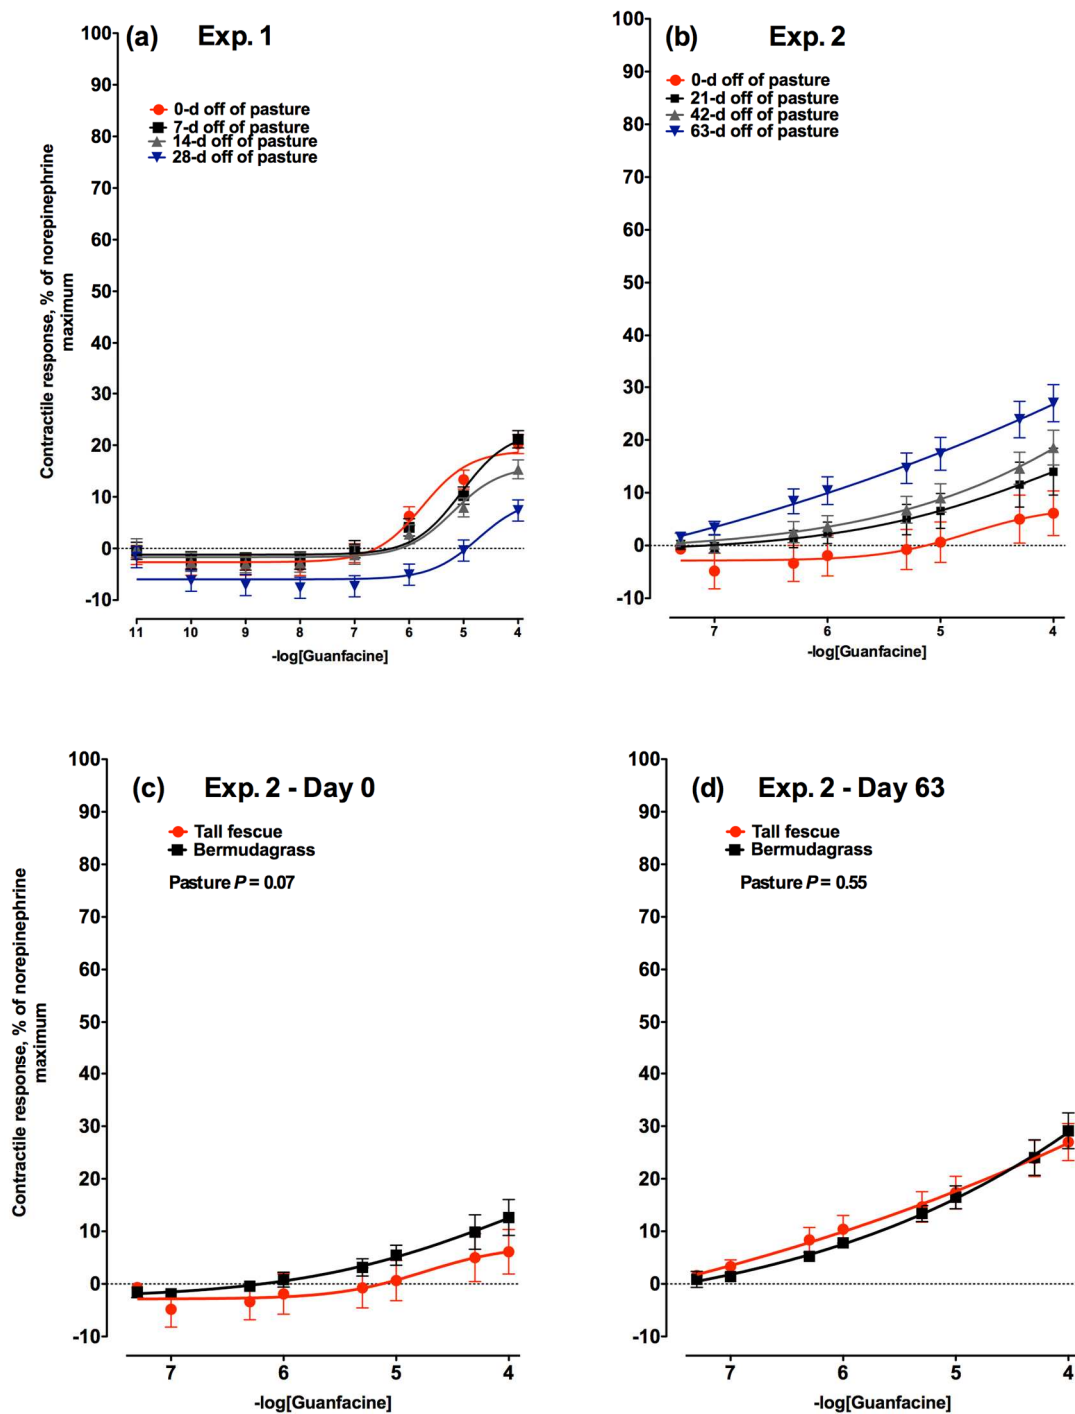 (a) Exp. 1
0-d off of pasture
7-d off of pasture
14-d off of pasture
28-d off of pasture
100
90
80
70
60
50
40
30
20
10
0
-10
11 10 9 8 7 6 5 4
-log[Guanfacine]
Contractile response, % of norepinephrine
maximum
(b) Exp. 2
0-d off of pasture
21-d off of pasture
42-d off of pasture
63-d off of pasture
100
90
80
70
60
50
40
30
20
10
0
-10
7 6 5 4
-log[Guanfacine]
(c) Exp. 2 - Day 0
Tall fescue
Bermudagrass
Pasture P = 0.07
100
90
80
70
60
50
40
30
20
10
0
-10
7 6 5 4
-log[Guanfacine]
Contractile response, % of norepinephrine
maximum
(d) Exp. 2 - Day 63
Tall fescue
Bermudagrass
Pasture P = 0.55
100
90
80
70
60
50
40
30
20
10
0
-10
7 6 5 4
-log[Guanfacine]